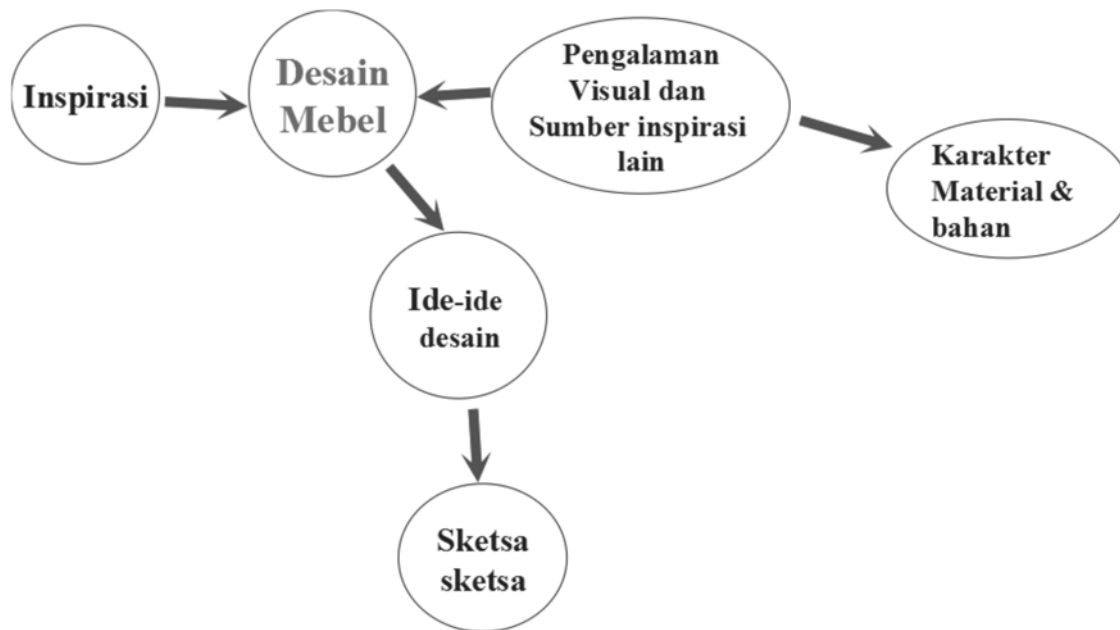 Inspirasi
Desain
Mebel
Pengalaman
Visual dan
Sumber inspirasi
lain
Karakter
Material &
bahan
Ide-ide
desain
Sketsa
sketsa